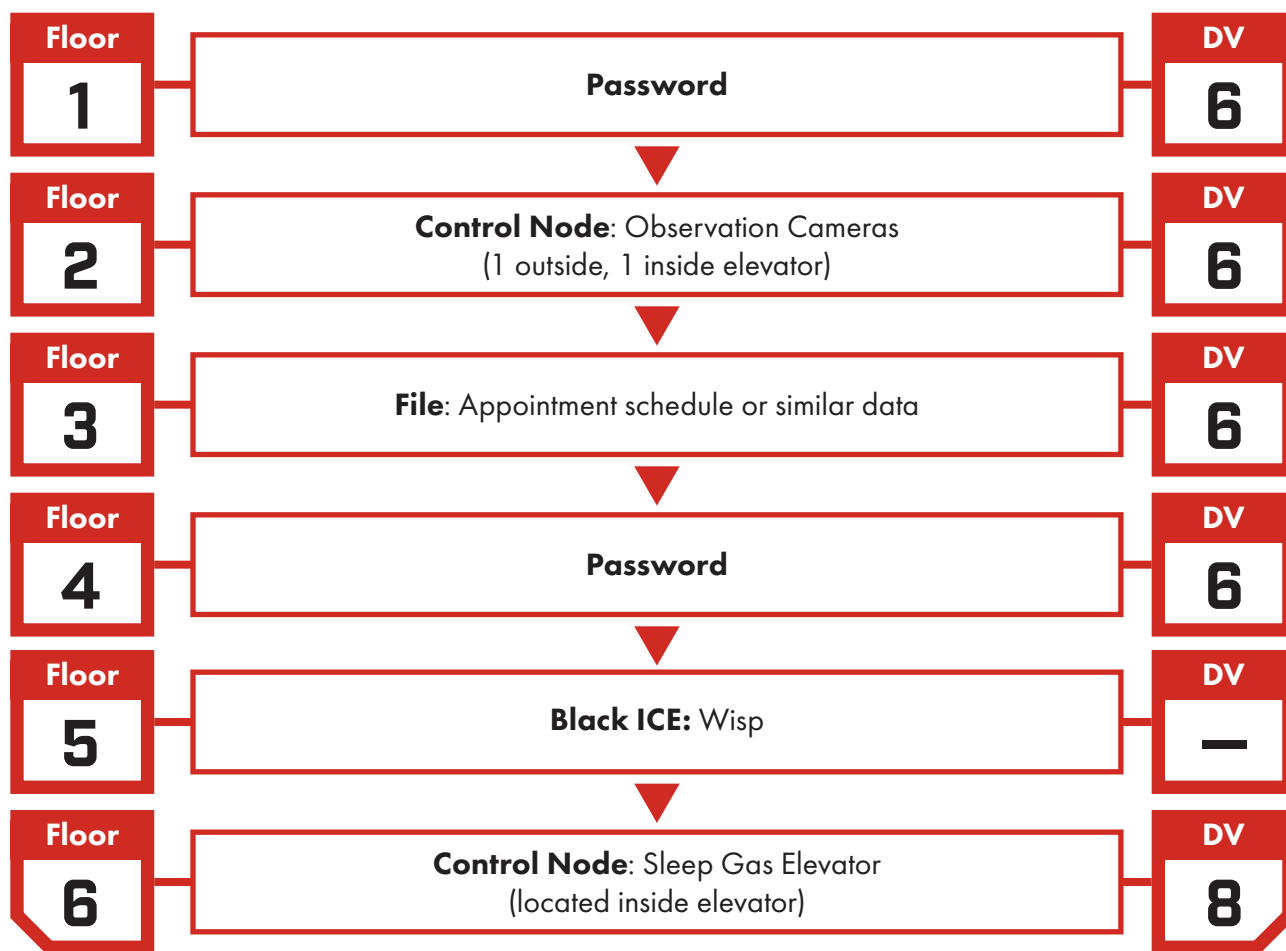 Floor
1
Password
DV
6
Floor
2
Control Node: Observation Cameras
(1 outside, 1 inside elevator)
DV
6
Floor
3
File: Appointment schedule or similar data
DV
6
Floor
4
Password
DV
6
Floor
5
Black ICE: Wisp
DV
—
Floor
6
Control Node: Sleep Gas Elevator
(located inside elevator)
DV
8